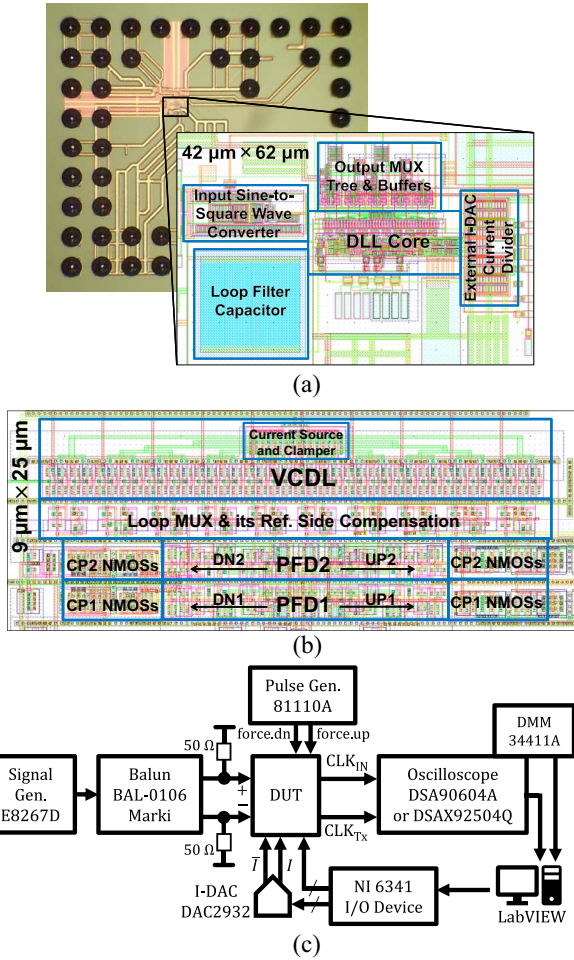 42 μm × 62 μm
Output MUX
Tree & Buffers
Input Sine-to-
Square Wave
Converter
DLL Core
External I-DAC
Current
Divider
Loop Filter
Capacitor
(a)
9 μm × 25 μm
Current Source
and Clamper
VCDL
Loop MUX & its Ref. Side Compensation
CP2 NMOSs
DN2
PFD2
UP2
CP2 NMOSs
CP1 NMOSs
DN1
PFD1
UP1
CP1 NMOSs
(b)
Pulse Gen.
81110A
DMM
34411A
force.dn
force.up
50 Ω
Signal
Gen.
E8267D
Balun
BAL-0106
Marki
+
−
DUT
CLK_IN
CLK_Tx
Oscilloscope
DSA90604A
or DSAX92504Q
50 Ω
I̅
I
I-DAC
DAC2932
NI 6341
I/O Device
LabVIEW
(c)